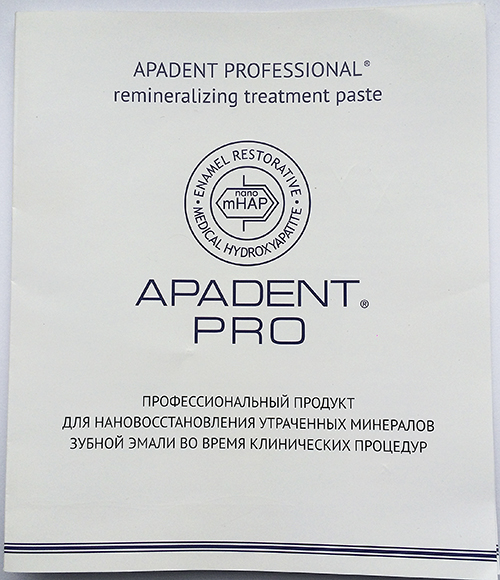 APADENT PROFESSIONAL®
remineralizing treatment paste
• ENAMEL RESTORATIVE •
nano
mHAP
MEDICAL HYDROXYAPATITE
APADENT®
PRO
ПРОФЕССИОНАЛЬНЫЙ ПРОДУКТ
ДЛЯ НАНОВОССТАНОВЛЕНИЯ УТРАЧЕННЫХ МИНЕРАЛОВ
ЗУБНОЙ ЭМАЛИ ВО ВРЕМЯ КЛИНИЧЕСКИХ ПРОЦЕДУР